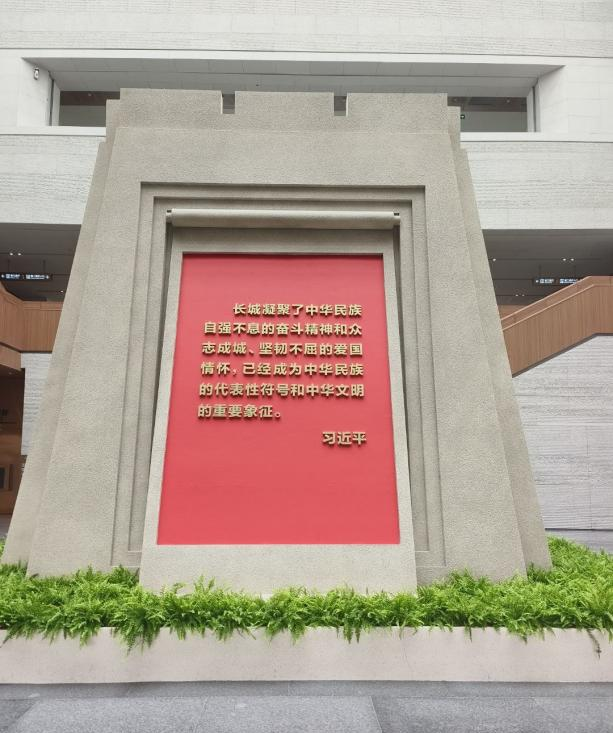 长城凝聚了中华民族
自强不息的奋斗精神和众
志成城、坚韧不屈的爱国
情怀，已经成为中华民族
的代表性符号和中华文明
的重要象征。
习近平